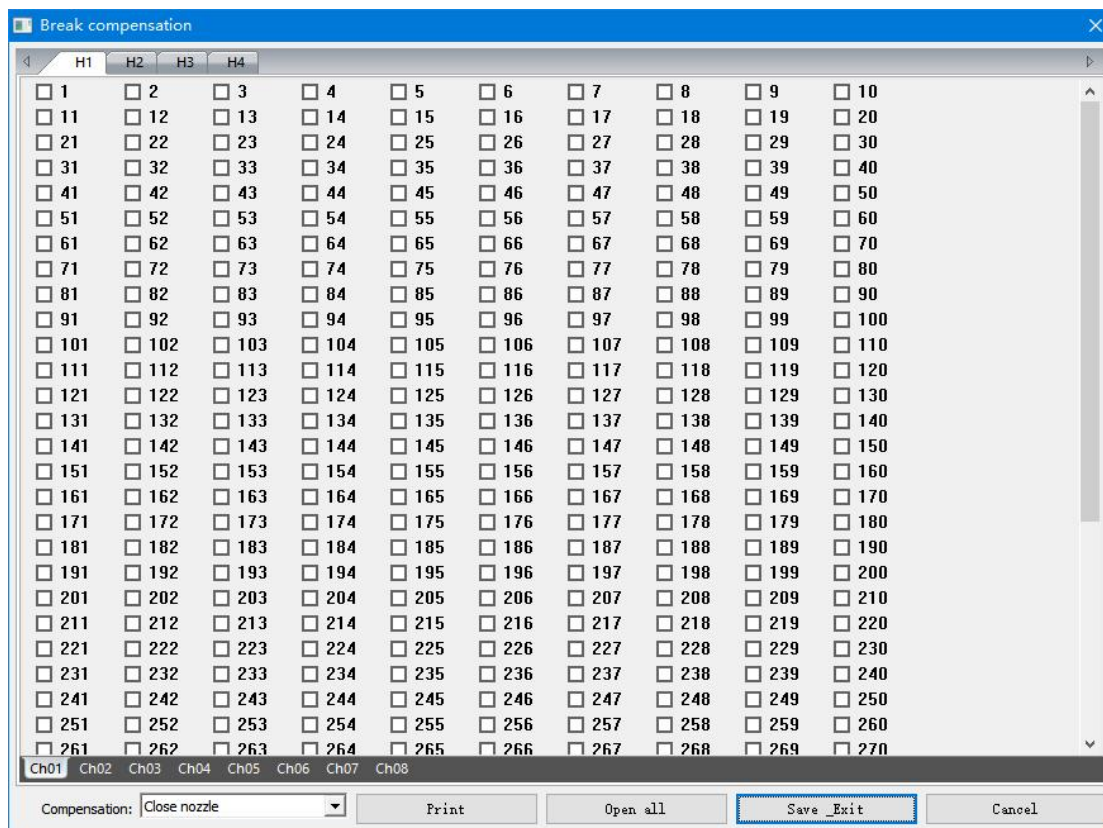 Break compensation
H1 H2 H3 H4
1 2 3 4 5 6 7 8 9 10
11 12 13 14 15 16 17 18 19 20
21 22 23 24 25 26 27 28 29 30
31 32 33 34 35 36 37 38 39 40
41 42 43 44 45 46 47 48 49 50
51 52 53 54 55 56 57 58 59 60
61 62 63 64 65 66 67 68 69 70
71 72 73 74 75 76 77 78 79 80
81 82 83 84 85 86 87 88 89 90
91 92 93 94 95 96 97 98 99 100
101 102 103 104 105 106 107 108 109 110
111 112 113 114 115 116 117 118 119 120
121 122 123 124 125 126 127 128 129 130
131 132 133 134 135 136 137 138 139 140
141 142 143 144 145 146 147 148 149 150
151 152 153 154 155 156 157 158 159 160
161 162 163 164 165 166 167 168 169 170
171 172 173 174 175 176 177 178 179 180
181 182 183 184 185 186 187 188 189 190
191 192 193 194 195 196 197 198 199 200
201 202 203 204 205 206 207 208 209 210
211 212 213 214 215 216 217 218 219 220
221 222 223 224 225 226 227 228 229 230
231 232 233 234 235 236 237 238 239 240
241 242 243 244 245 246 247 248 249 250
251 252 253 254 255 256 257 258 259 260
261 262 263 264 265 266 267 268 269 270
Ch01 Ch02 Ch03 Ch04 Ch05 Ch06 Ch07 Ch08
Compensation: Close nozzle Print Open all Save _Exit Cancel